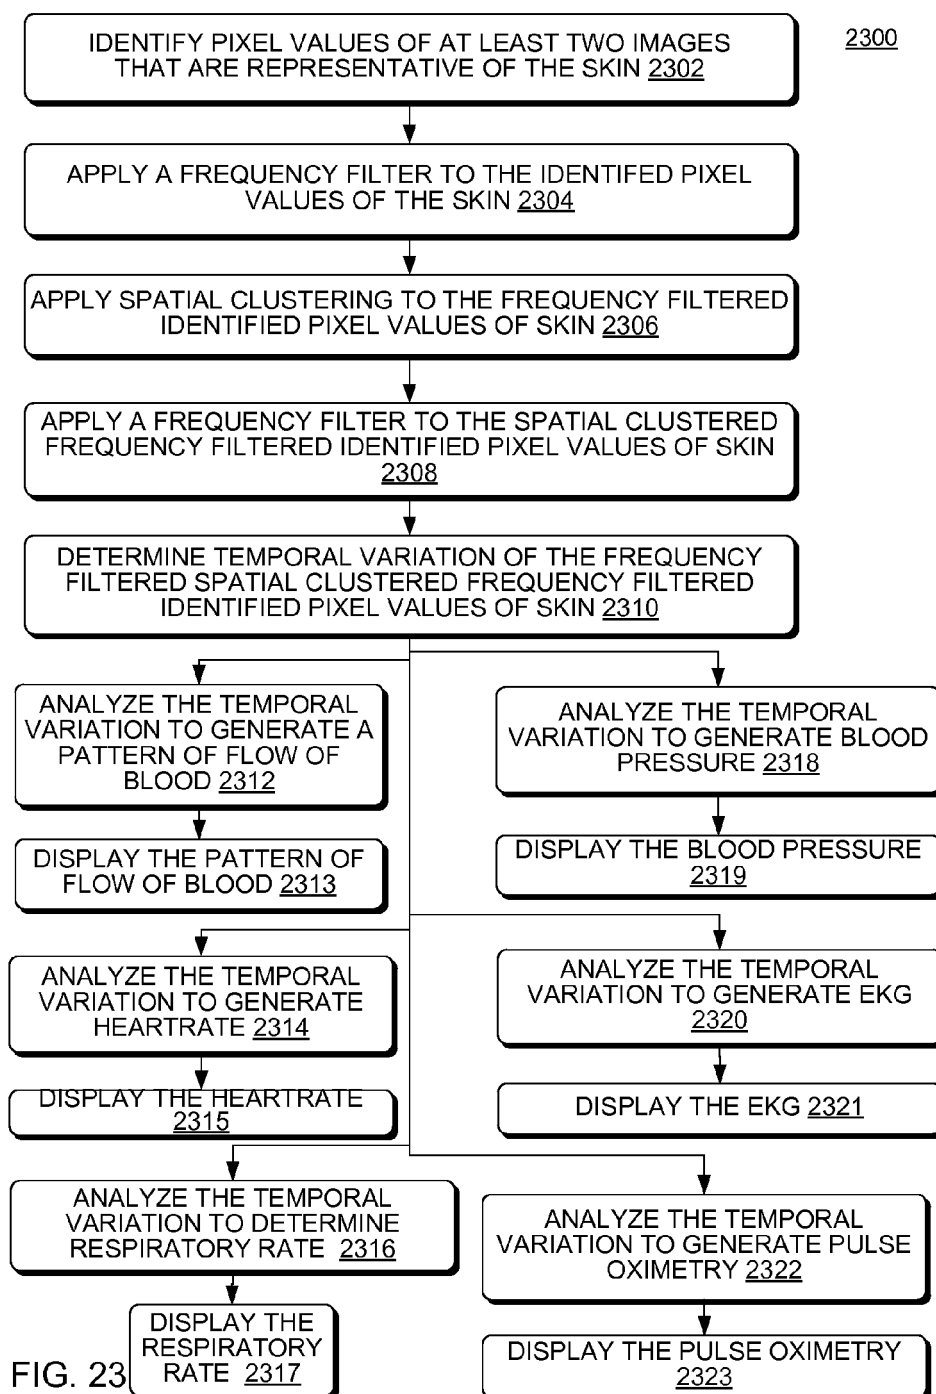 IDENTIFY PIXEL VALUES OF AT LEAST TWO IMAGES
THAT ARE REPRESENTATIVE OF THE SKIN 2302
2300
APPLY A FREQUENCY FILTER TO THE IDENTIFED PIXEL
VALUES OF THE SKIN 2304
APPLY SPATIAL CLUSTERING TO THE FREQUENCY FILTERED
IDENTIFIED PIXEL VALUES OF SKIN 2306
APPLY A FREQUENCY FILTER TO THE SPATIAL CLUSTERED
FREQUENCY FILTERED IDENTIFIED PIXEL VALUES OF SKIN
2308
DETERMINE TEMPORAL VARIATION OF THE FREQUENCY
FILTERED SPATIAL CLUSTERED FREQUENCY FILTERED
IDENTIFIED PIXEL VALUES OF SKIN 2310
ANALYZE THE TEMPORAL
VARIATION TO GENERATE A
PATTERN OF FLOW OF
BLOOD 2312
DISPLAY THE PATTERN OF
FLOW OF BLOOD 2313
ANALYZE THE TEMPORAL
VARIATION TO GENERATE BLOOD
PRESSURE 2318
DISPLAY THE BLOOD PRESSURE
2319
ANALYZE THE TEMPORAL
VARIATION TO GENERATE
HEARTRATE 2314
DISPLAY THE HEARTRATE
2315
ANALYZE THE TEMPORAL
VARIATION TO GENERATE EKG
2320
DISPLAY THE EKG 2321
ANALYZE THE TEMPORAL
VARIATION TO DETERMINE
RESPIRATORY RATE 2316
DISPLAY THE
RESPIRATORY
RATE 2317
ANALYZE THE TEMPORAL
VARIATION TO GENERATE PULSE
OXIMETRY 2322
DISPLAY THE PULSE OXIMETRY
2323
FIG. 23